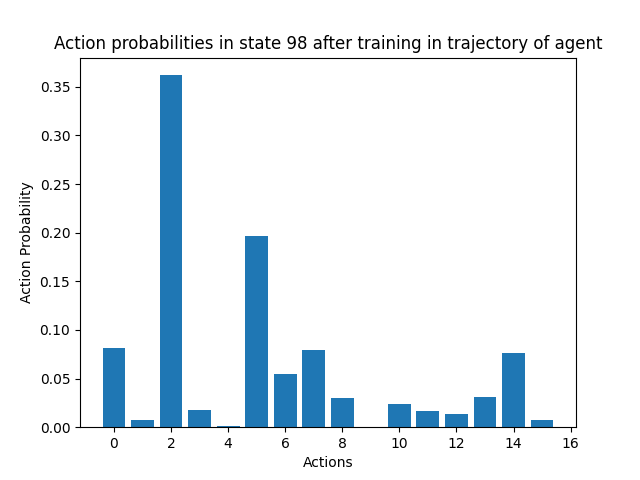 Action probabilities in state 98 after training in trajectory of agent
0.35
0.30
0.25
0.20
0.15
0.10
0.05
0.00
Action Probability
0 2 4 6 8 10 12 14 16
Actions